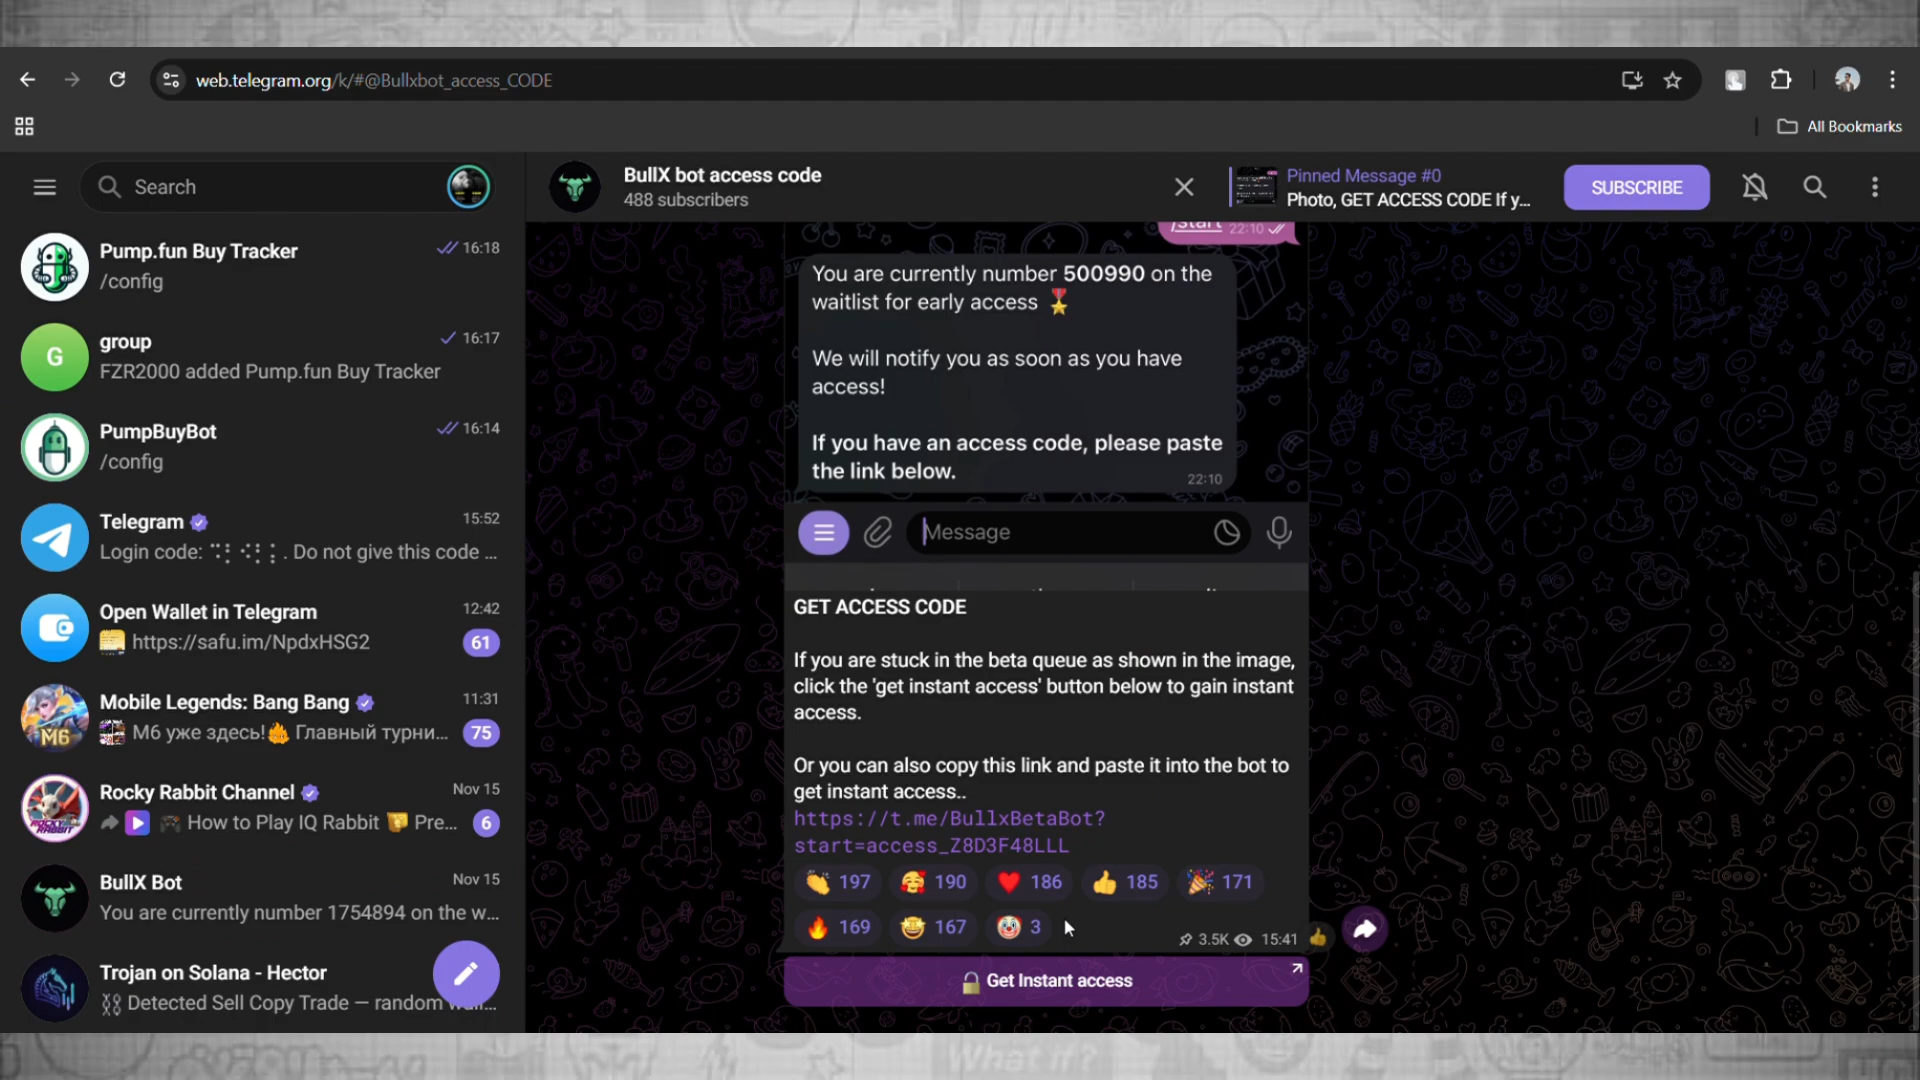 web.telegram.org/k/#@Bullxbot_access_CODE
All Bookmarks
Search
Pump.fun Buy Tracker
16:18
/config
G
group
16:17
FZR2000 added Pump.fun Buy Tracker
PumpBuyBot
16:14
/config
Telegram
15:52
Login code: . Do not give this code ...
Open Wallet in Telegram
12:42
https://safu.im/NpdxHSG2
61
Mobile Legends: Bang Bang
11:31
M6 уже здесь! Главный турни...
75
M6
Rocky Rabbit Channel
Nov 15
How to Play IQ Rabbit Pre...
6
ROCKY RABBIT
BullX Bot
Nov 15
You are currently number 1754894 on the w...
Trojan on Solana - Hector
Detected Sell Copy Trade — random wall...
BullX bot access code
488 subscribers
Pinned Message #0
Photo, GET ACCESS CODE If y...
SUBSCRIBE
/start 22:10
You are currently number 500990 on the
waitlist for early access
We will notify you as soon as you have
access!
If you have an access code, please paste
the link below.
22:10
Message
GET ACCESS CODE
If you are stuck in the beta queue as shown in the image,
click the 'get instant access' button below to gain instant
access.
Or you can also copy this link and paste it into the bot to
get instant access..
https://t.me/BullxBetaBot?
start=access_Z8D3F48LLL
197 190 186 185 171
169 167 3
3.5K 15:41
Get Instant access
What if?